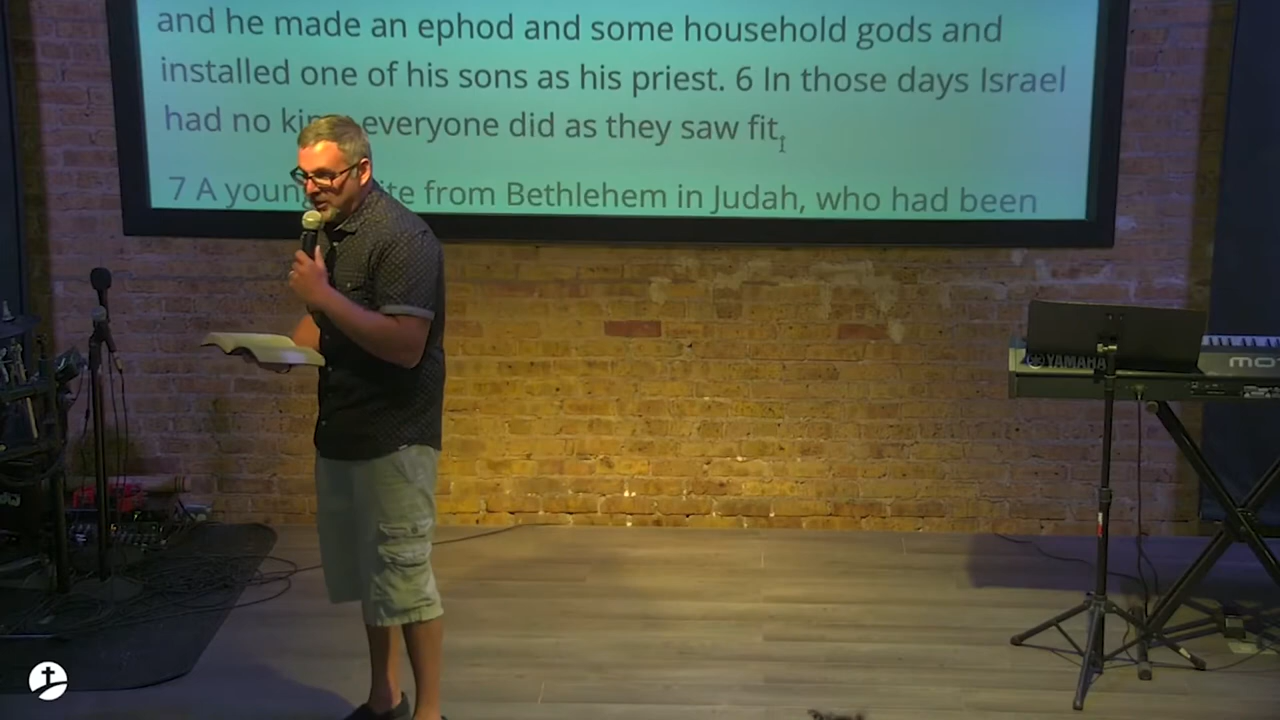 and he made an ephod and some household gods and
installed one of his sons as his priest. 6 In those days Israel
had no everyone did as they saw fit.
7 A from Bethlehem in Judah, who had been
YAMAHA